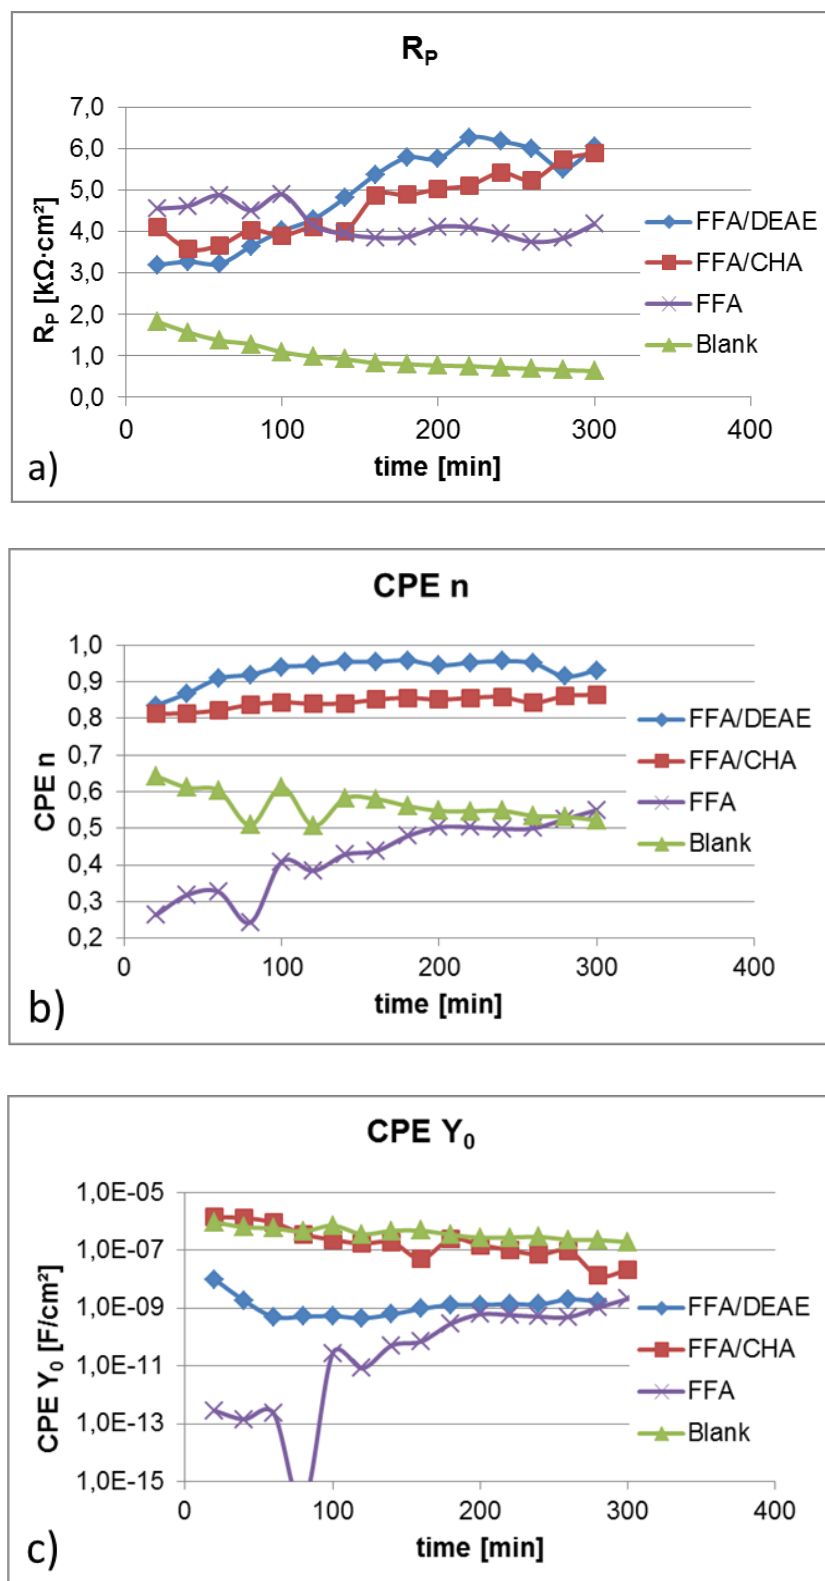 R_P
7,0
6,0
5,0
4,0
3,0
2,0
1,0
0,0
R_P [kΩ·cm²]
0 100 200 300 400
time [min]
FFA/DEAE
FFA/CHA
FFA
Blank
a)
CPE n
1,0
0,9
0,8
0,7
0,6
0,5
0,4
0,3
0,2
CPE n
0 100 200 300 400
time [min]
FFA/DEAE
FFA/CHA
FFA
Blank
b)
CPE Y_0
1,0E-05
1,0E-07
1,0E-09
1,0E-11
1,0E-13
1,0E-15
CPE Y_0 [F/cm²]
0 100 200 300 400
time [min]
FFA/DEAE
FFA/CHA
FFA
Blank
c)